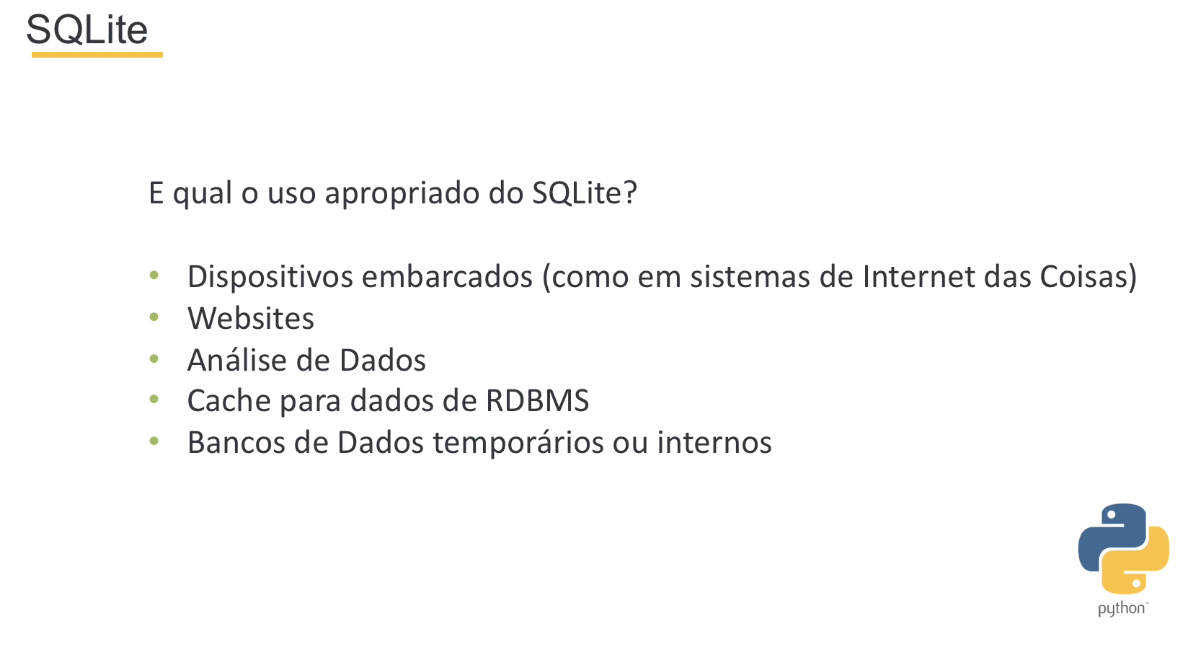 SQLite
E qual o uso apropriado do SQLite?
• Dispositivos embarcados (como em sistemas de Internet das Coisas)
• Websites
• Análise de Dados
• Cache para dados de RDBMS
• Bancos de Dados temporários ou internos
python™